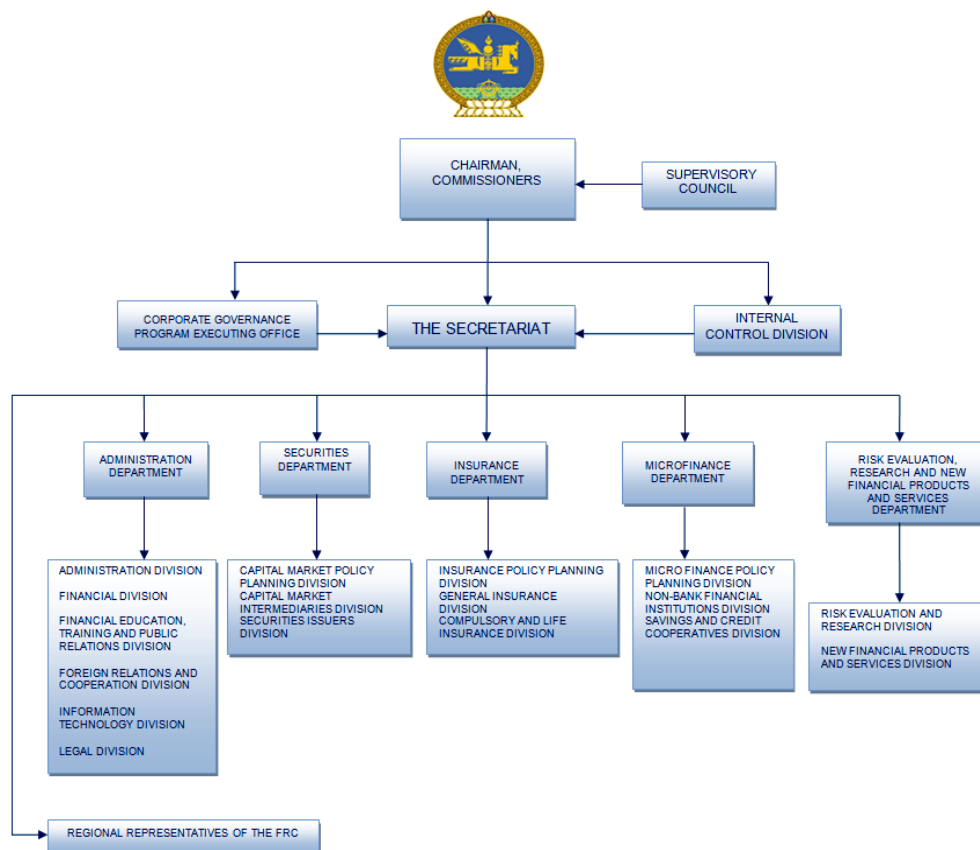 CHAIRMAN,
COMMISSIONERS
SUPERVISORY
COUNCIL
CORPORATE GOVERNANCE
PROGRAM EXECUTING OFFICE
THE SECRETARIAT
INTERNAL
CONTROL DIVISION
ADMINISTRATION
DEPARTMENT
SECURITIES
DEPARTMENT
INSURANCE
DEPARTMENT
MICROFINANCE
DEPARTMENT
RISK EVALUATION,
RESEARCH AND NEW
FINANCIAL PRODUCTS
AND SERVICES
DEPARTMENT
ADMINISTRATION DIVISION
FINANCIAL DIVISION
FINANCIAL EDUCATION,
TRAINING AND PUBLIC
RELATIONS DIVISION
FOREIGN RELATIONS AND
COOPERATION DIVISION
INFORMATION
TECHNOLOGY DIVISION
LEGAL DIVISION
CAPITAL MARKET POLICY
PLANNING DIVISION
CAPITAL MARKET
INTERMEDIARIES DIVISION
SECURITIES ISSUERS
DIVISION
INSURANCE POLICY PLANNING
DIVISION
GENERAL INSURANCE
DIVISION
COMPULSORY AND LIFE
INSURANCE DIVISION
MICRO FINANCE POLICY
PLANNING DIVISION
NON-BANK FINANCIAL
INSTITUTIONS DIVISION
SAVINGS AND CREDIT
COOPERATIVES DIVISION
RISK EVALUATION AND
RESEARCH DIVISION
NEW FINANCIAL PRODUCTS
AND SERVICES DIVISION
REGIONAL REPRESENTATIVES OF THE FRC